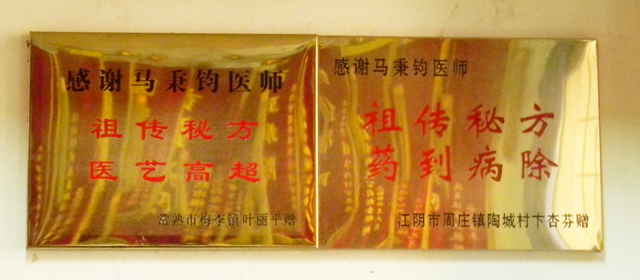 感谢马秉钧医师
祖传秘方
医艺高超
常熟市梅李镇叶丽平赠
感谢马秉钧医师
祖传秘方
药到病除
江阴市周庄镇陶城村卞杏芬赠